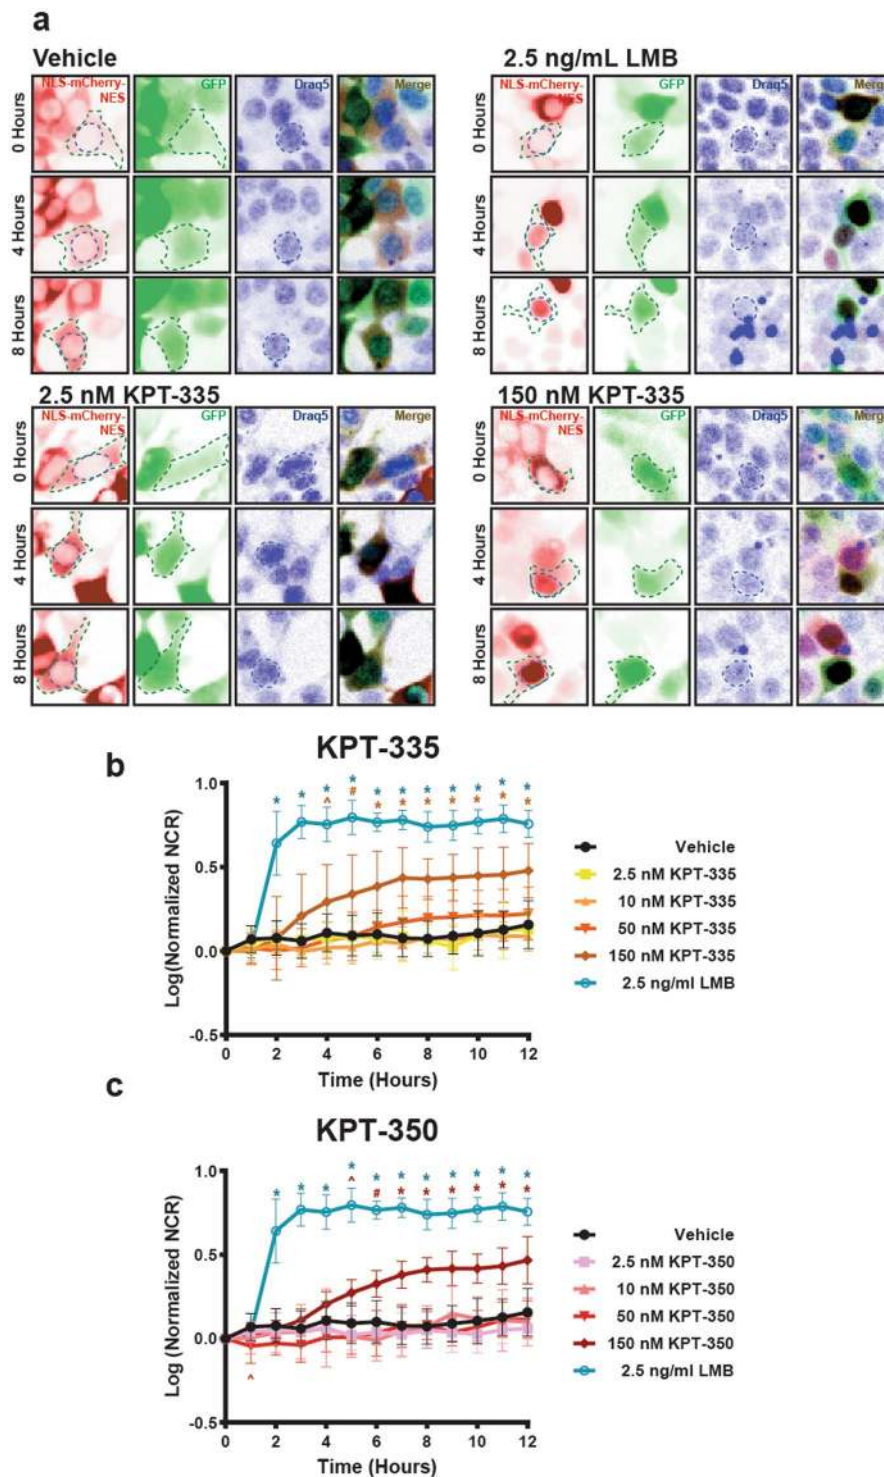 a
Vehicle
NLS-mCherry-NES GFP Draq5 Merge
0 Hours
4 Hours
8 Hours
2.5 ng/mL LMB
NLS-mCherry-NES GFP Draq5 Merge
0 Hours
4 Hours
8 Hours
2.5 nM KPT-335
NLS-mCherry-NES GFP Draq5 Merge
0 Hours
4 Hours
8 Hours
150 nM KPT-335
NLS-mCherry-NES GFP Draq5 Merge
0 Hours
4 Hours
8 Hours
b
KPT-335
Log(Normalized NCR)
1.0
0.5
0.0
-0.5
0 2 4 6 8 10 12
Time (Hours)
* * * * * * * * * * *
^ # * * * * * * *
Vehicle
2.5 nM KPT-335
10 nM KPT-335
50 nM KPT-335
150 nM KPT-335
2.5 ng/ml LMB
c
KPT-350
Log (Normalized NCR)
1.0
0.5
0.0
-0.5
0 2 4 6 8 10 12
Time (Hours)
* * * * * * * * * * *
^ # * * * * * *
^
Vehicle
2.5 nM KPT-350
10 nM KPT-350
50 nM KPT-350
150 nM KPT-350
2.5 ng/ml LMB